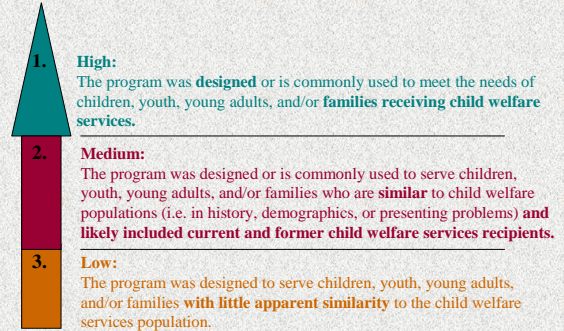 1.
High:
The program was designed or is commonly used to meet the needs of
children, youth, young adults, and/or families receiving child welfare
services.
2.
Medium:
The program was designed or is commonly used to serve children,
youth, young adults, and/or families who are similar to child welfare
populations (i.e. in history, demographics, or presenting problems) and
likely included current and former child welfare services recipients.
3.
Low:
The program was designed to serve children, youth, young adults,
and/or families with little apparent similarity to the child welfare
services population.